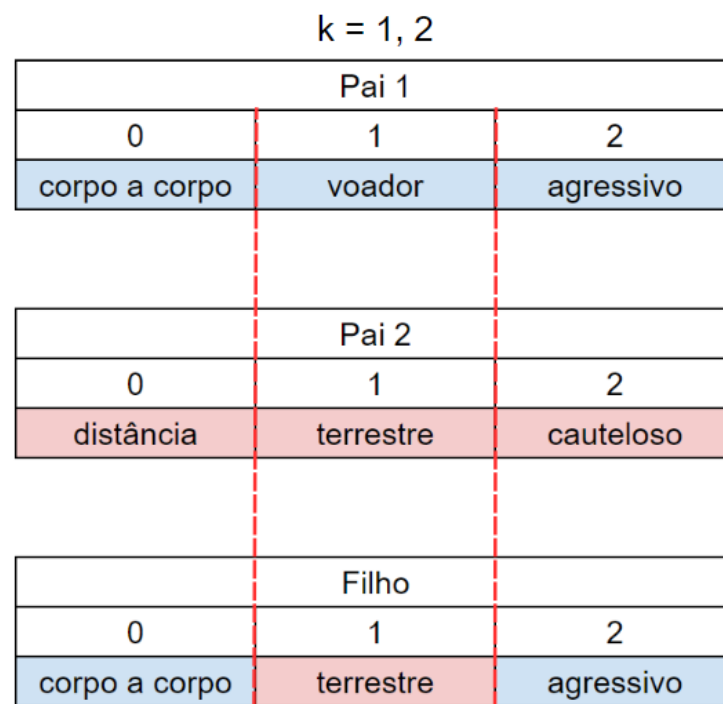 k = 1, 2
Pai 1
0 1 2
corpo a corpo voador agressivo
Pai 2
0 1 2
distância terrestre cauteloso
Filho
0 1 2
corpo a corpo terrestre agressivo